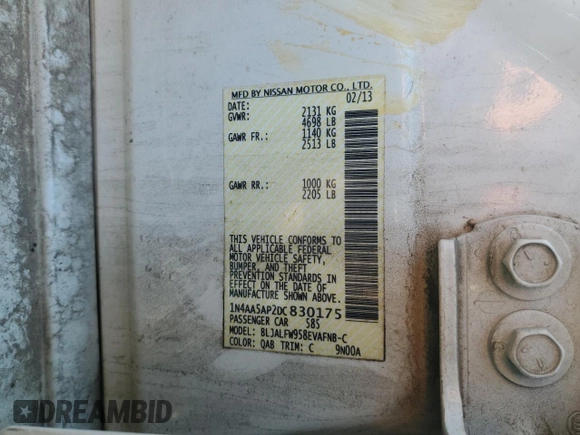 MFD BY NISSAN MOTOR CO., LTD.
DATE: 02/13
GVWR: 2131 KG
4698 LB
GAWR FR.: 1140 KG
2513 LB
GAWR RR.: 1000 KG
2205 LB
THIS VEHICLE CONFORMS TO
ALL APPLICABLE FEDERAL
MOTOR VEHICLE SAFETY,
BUMPER, AND THEFT
PREVENTION STANDARDS IN
EFFECT ON THE DATE OF
MANUFACTURE SHOWN ABOVE.
1N4AA5AP2DC830175
PASSENGER CAR 585
MODEL: BLJALFW958EVAFNB-C
COLOR: QAB TRIM: C 9N00A
DREAMBID